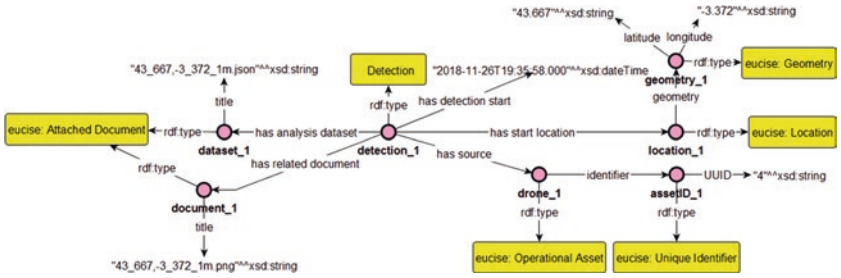 "43.667"^^xsd:string
"-3.372"^^xsd:string
latitude
longitude
"43_667,-3_372_1m.json"^^xsd:string
Detection
"2018-11-26T19:35:58.000"^^xsd:dateTime
rdf:type
eucise: Geometry
geometry_1
title
rdf:type
geometry
eucise: Attached Document
rdf:type
has analysis dataset
has start location
rdf:type
eucise: Location
dataset_1
detection_1
location_1
rdf:type
has related document
has source
document_1
drone_1
identifier
assetID_1
UUID
"4"^^xsd:string
title
rdf:type
rdf:type
"43_667,-3_372_1m.png"^^xsd:string
eucise: Operational Asset
eucise: Unique Identifier